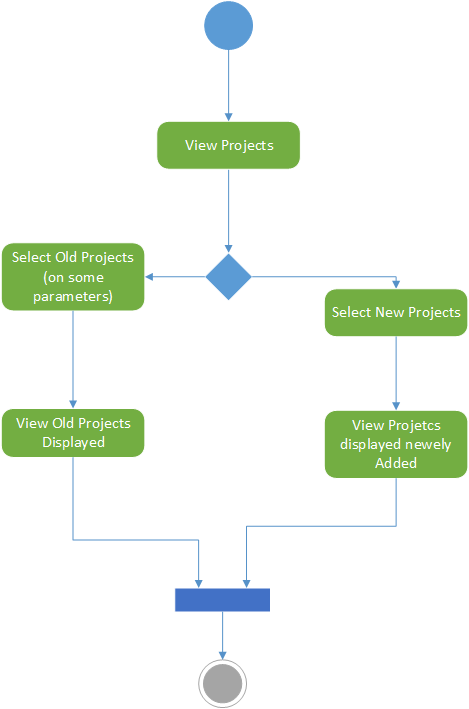 View Projects
Select Old Projects
(on some
parameters)
Select New Projects
View Old Projects
Displayed
View Projetcs
displayed newely
Added